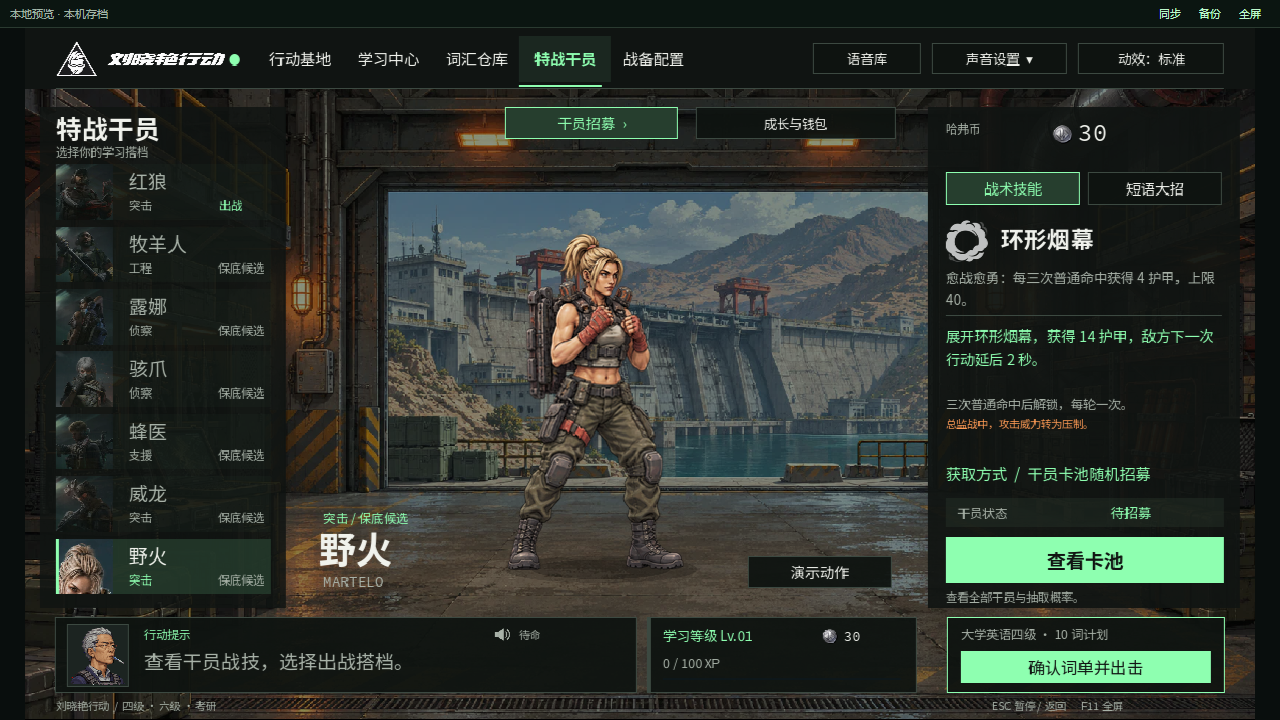 本地预览 · 本机存档
同步 备份 全屏
刘晓艳行动
行动基地 学习中心 词汇仓库 特战干员 战备配置
语音库 声音设置 ▾ 动效：标准
特战干员
选择你的学习搭档
红狼
突击 出战
牧羊人
工程 保底候选
露娜
侦察 保底候选
骇爪
侦察 保底候选
蜂医
支援 保底候选
威龙
突击 保底候选
野火
突击 保底候选
干员招募 ›
成长与钱包
突击 / 保底候选
野火
MARTELO
演示动作
哈弗币 30
战术技能 短语大招
环形烟幕
愈战愈勇：每三次普通命中获得 4 护甲，上限
40。
展开环形烟幕，获得 14 护甲，敌方下一次
行动延后 2 秒。
三次普通命中后解锁，每轮一次。
总监战中，攻击威力转为压制。
获取方式 / 干员卡池随机招募
干员状态 待招募
查看卡池
查看全部干员与抽取概率。
行动提示 待命
查看干员战技，选择出战搭档。
学习等级 Lv.01 30
0 / 100 XP
大学英语四级 · 10 词计划
确认词单并出击
刘晓艳行动 / 四级 · 六级 · 考研
ESC 暂停 / 返回 F11 全屏